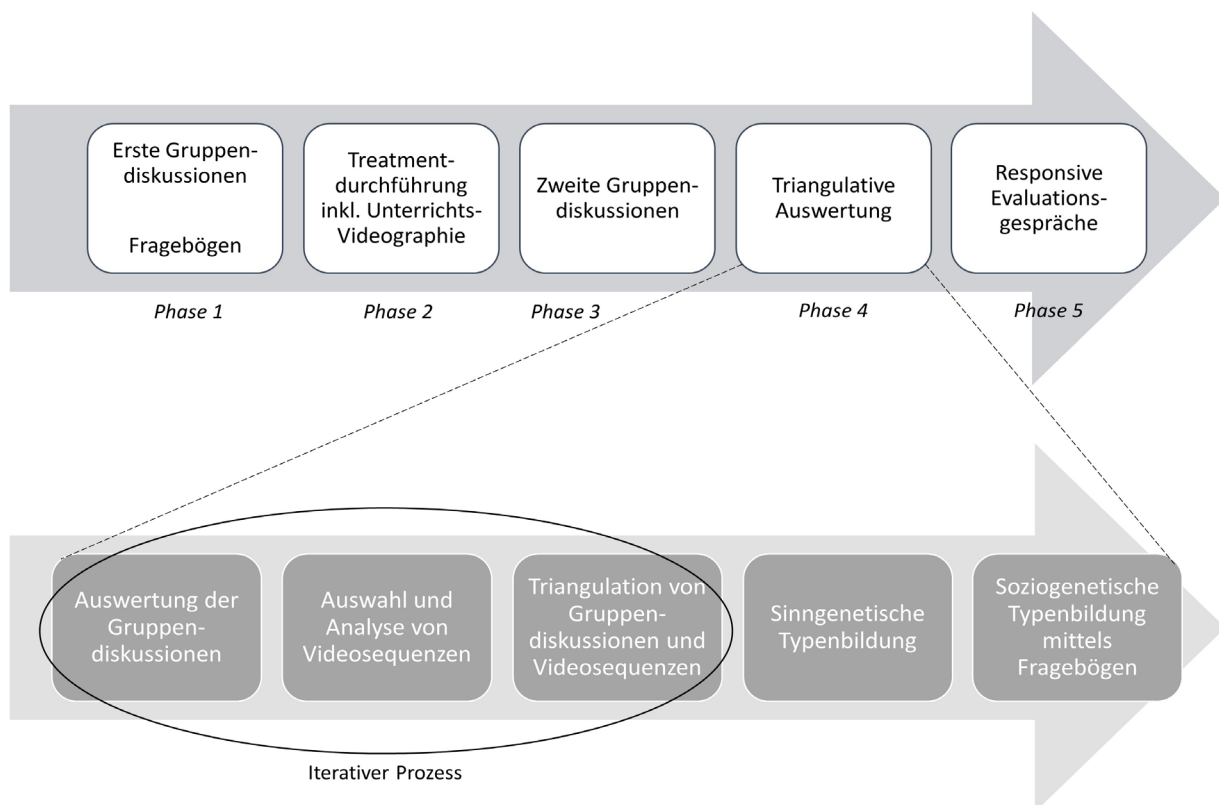 Erste Gruppen-
diskussionen
Fragebögen
Treatment-
durchführung
inkl. Unterrichts-
Videographie
Zweite Gruppen-
diskussionen
Triangulative
Auswertung
Responsive
Evaluations-
gespräche
Phase 1
Phase 2
Phase 3
Phase 4
Phase 5
Auswertung der
Gruppen-
diskussionen
Auswahl und
Analyse von
Videosequenzen
Triangulation von
Gruppen-
diskussionen und
Videosequenzen
Sinngenetische
Typenbildung
Soziogenetische
Typenbildung
mittels
Fragebögen
Iterativer Prozess